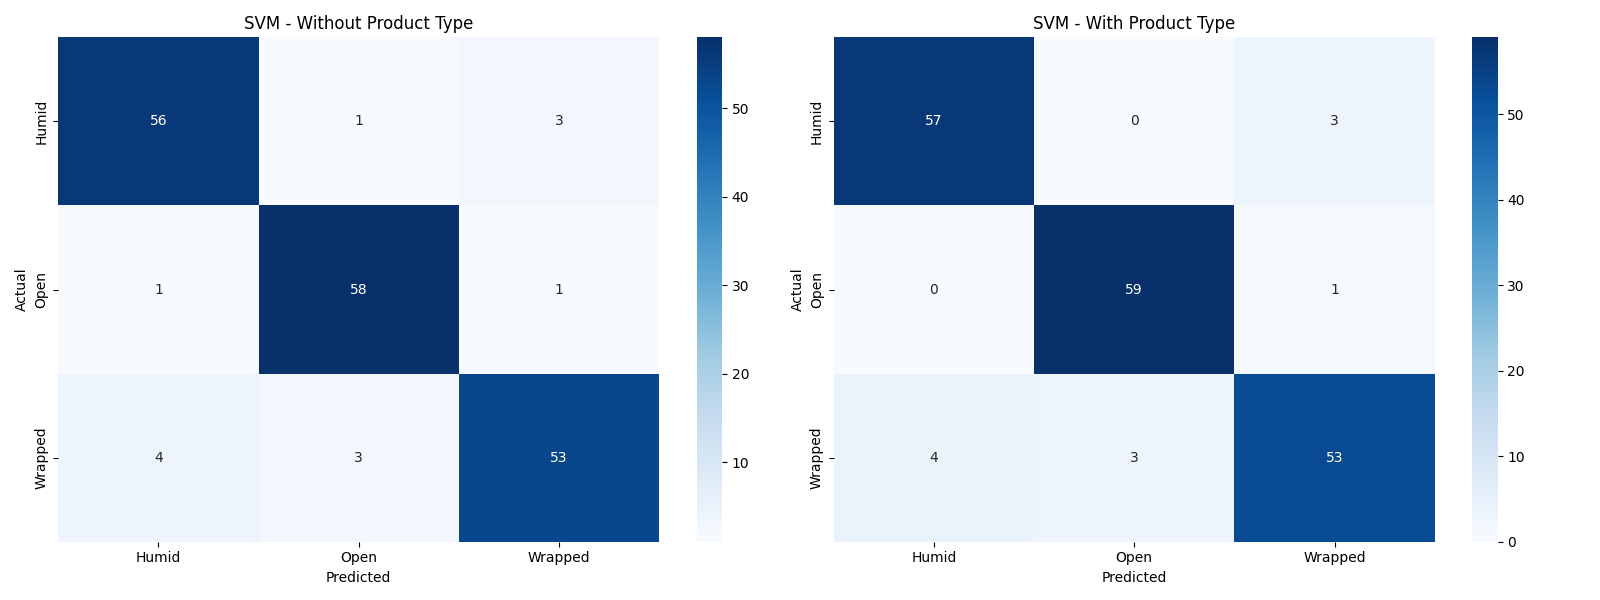 SVM - Without Product Type
Humid
56 1 3
50
40
Actual
Open
1 58 1
30
20
Wrapped
4 3 53
10
Humid Open Wrapped
Predicted
SVM - With Product Type
Humid
57 0 3
50
40
Actual
Open
0 59 1
30
20
Wrapped
4 3 53
10
0
Humid Open Wrapped
Predicted